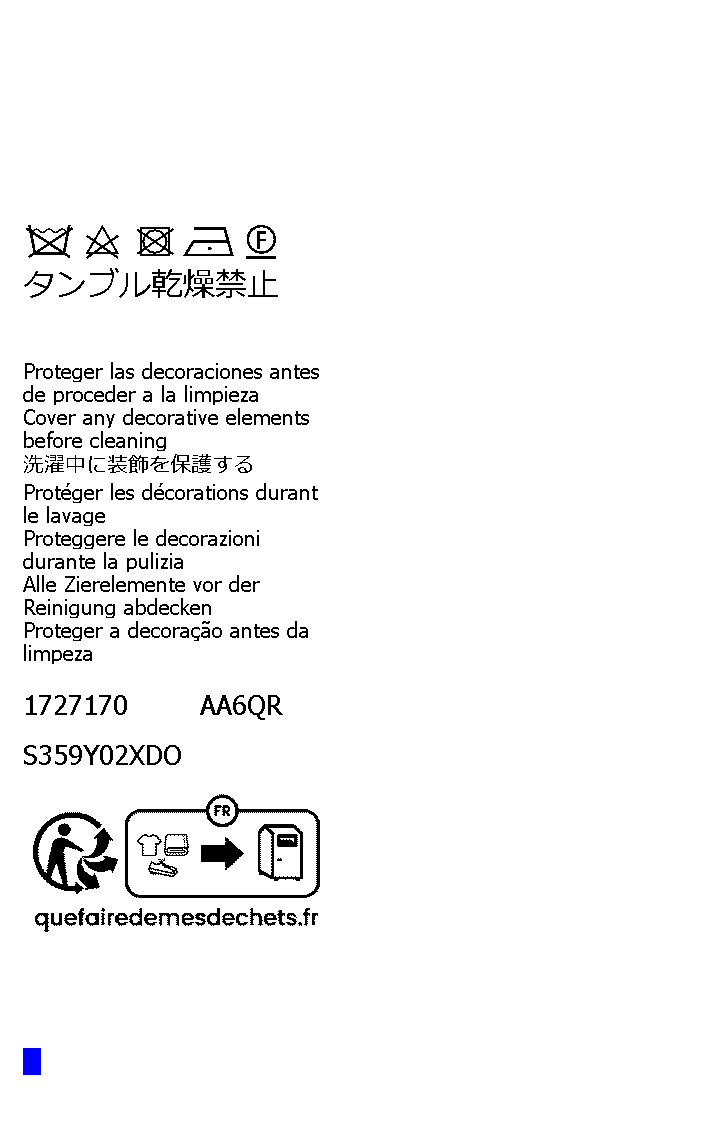 F
タンブル乾燥禁止
Proteger las decoraciones antes
de proceder a la limpieza
Cover any decorative elements
before cleaning
洗濯中に装飾を保護する
Protéger les décorations durant
le lavage
Proteggere le decorazioni
durante la pulizia
Alle Zierelemente vor der
Reinigung abdecken
Proteger a decoração antes da
limpeza
1727170 AA6QR
S359Y02XDO
FR
quefairedemesdechets.fr